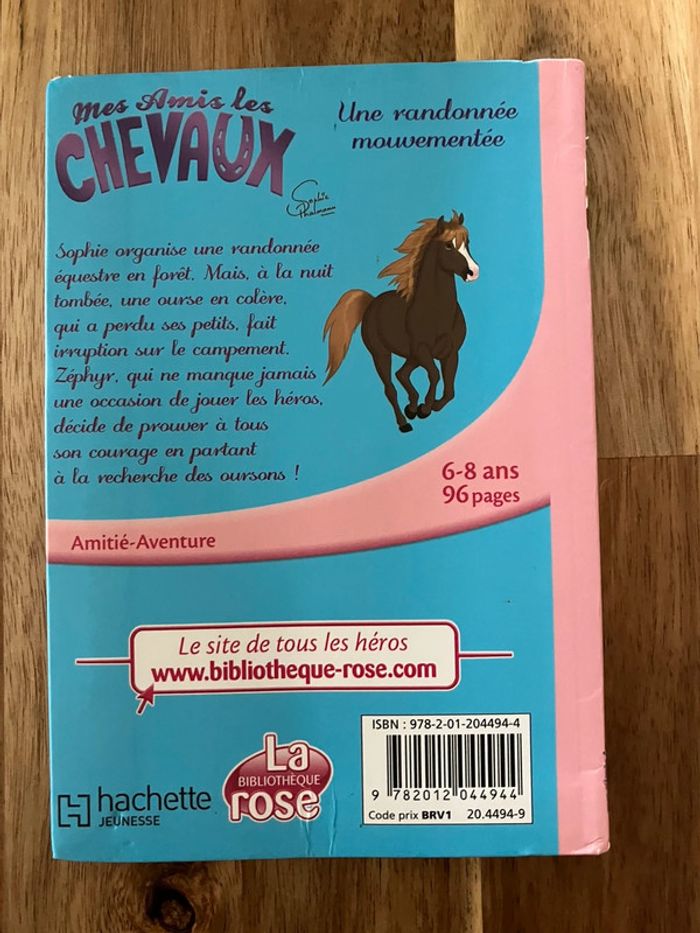 Mes Amis les
CHEVAUX
Sophie
Thalmann
Une randonnée
mouvementée
Sophie organise une randonnée
équestre en forêt. Mais, à la nuit
tombée, une ourse en colère,
qui a perdu ses petits, fait
irruption sur le campement.
Zéphyr, qui ne manque jamais
une occasion de jouer les héros,
décide de prouver à tous
son courage en partant
à la recherche des oursons !
6-8 ans
96 pages
Amitié-Aventure
Le site de tous les héros
www.bibliotheque-rose.com
hachette
JEUNESSE
La
BIBLIOTHÈQUE
rose
ISBN : 978-2-01-204494-4
9 782012 044944
Code prix BRV1 20.4494-9